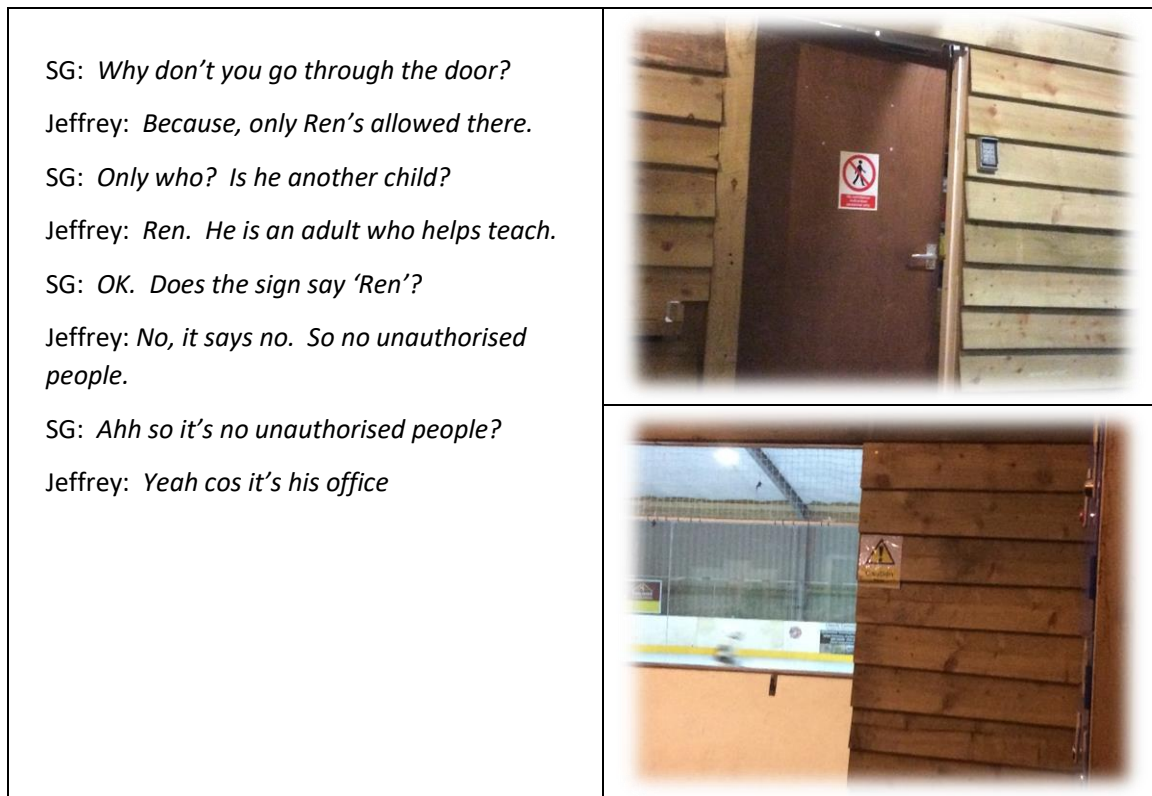 SG: Why don’t you go through the door?
Jeffrey: Because, only Ren’s allowed there.
SG: Only who? Is he another child?
Jeffrey: Ren. He is an adult who helps teach.
SG: OK. Does the sign say ‘Ren’?
Jeffrey: No, it says no. So no unauthorised
people.
SG: Ahh so it’s no unauthorised people?
Jeffrey: Yeah cos it’s his office
Caution